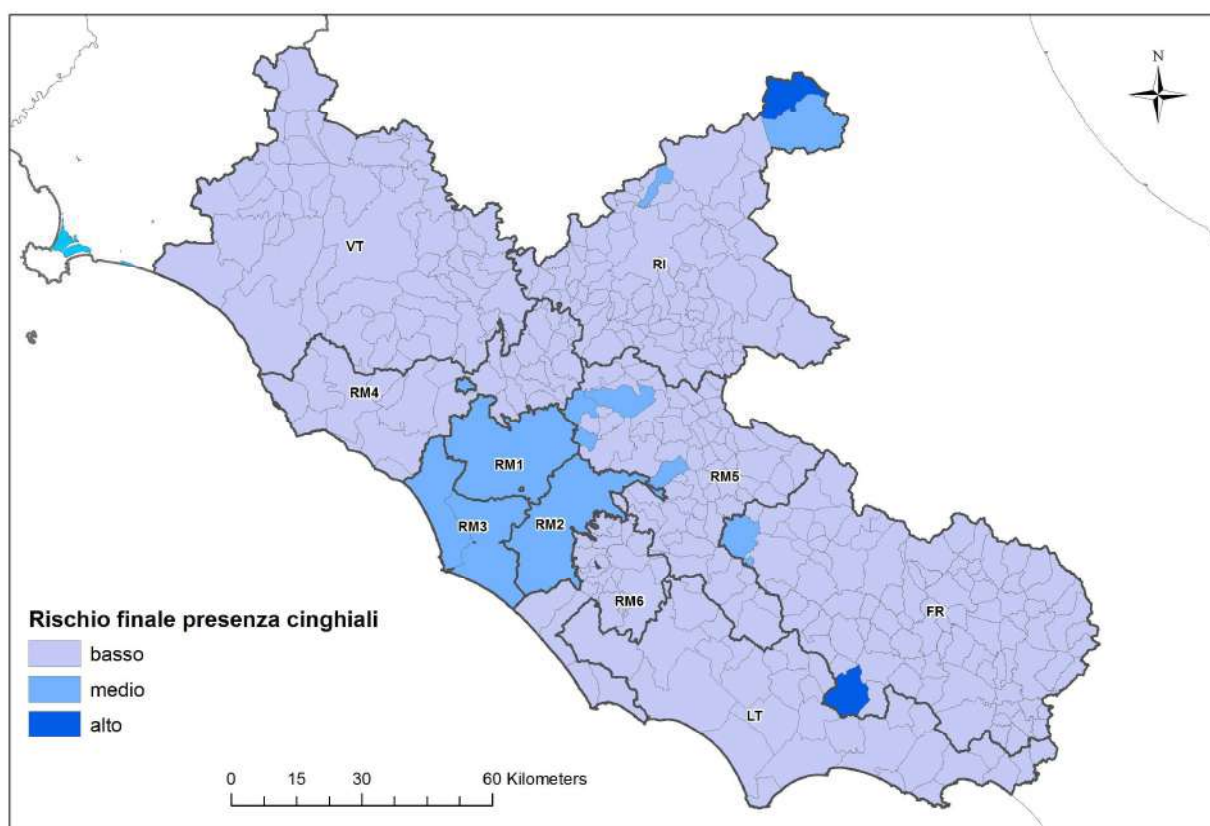 N
VT
RI
RM4
RM1
RM5
RM3
RM2
RM6
FR
LT
Rischio finale presenza cinghiali
basso
medio
alto
0 15 30 60 Kilometers